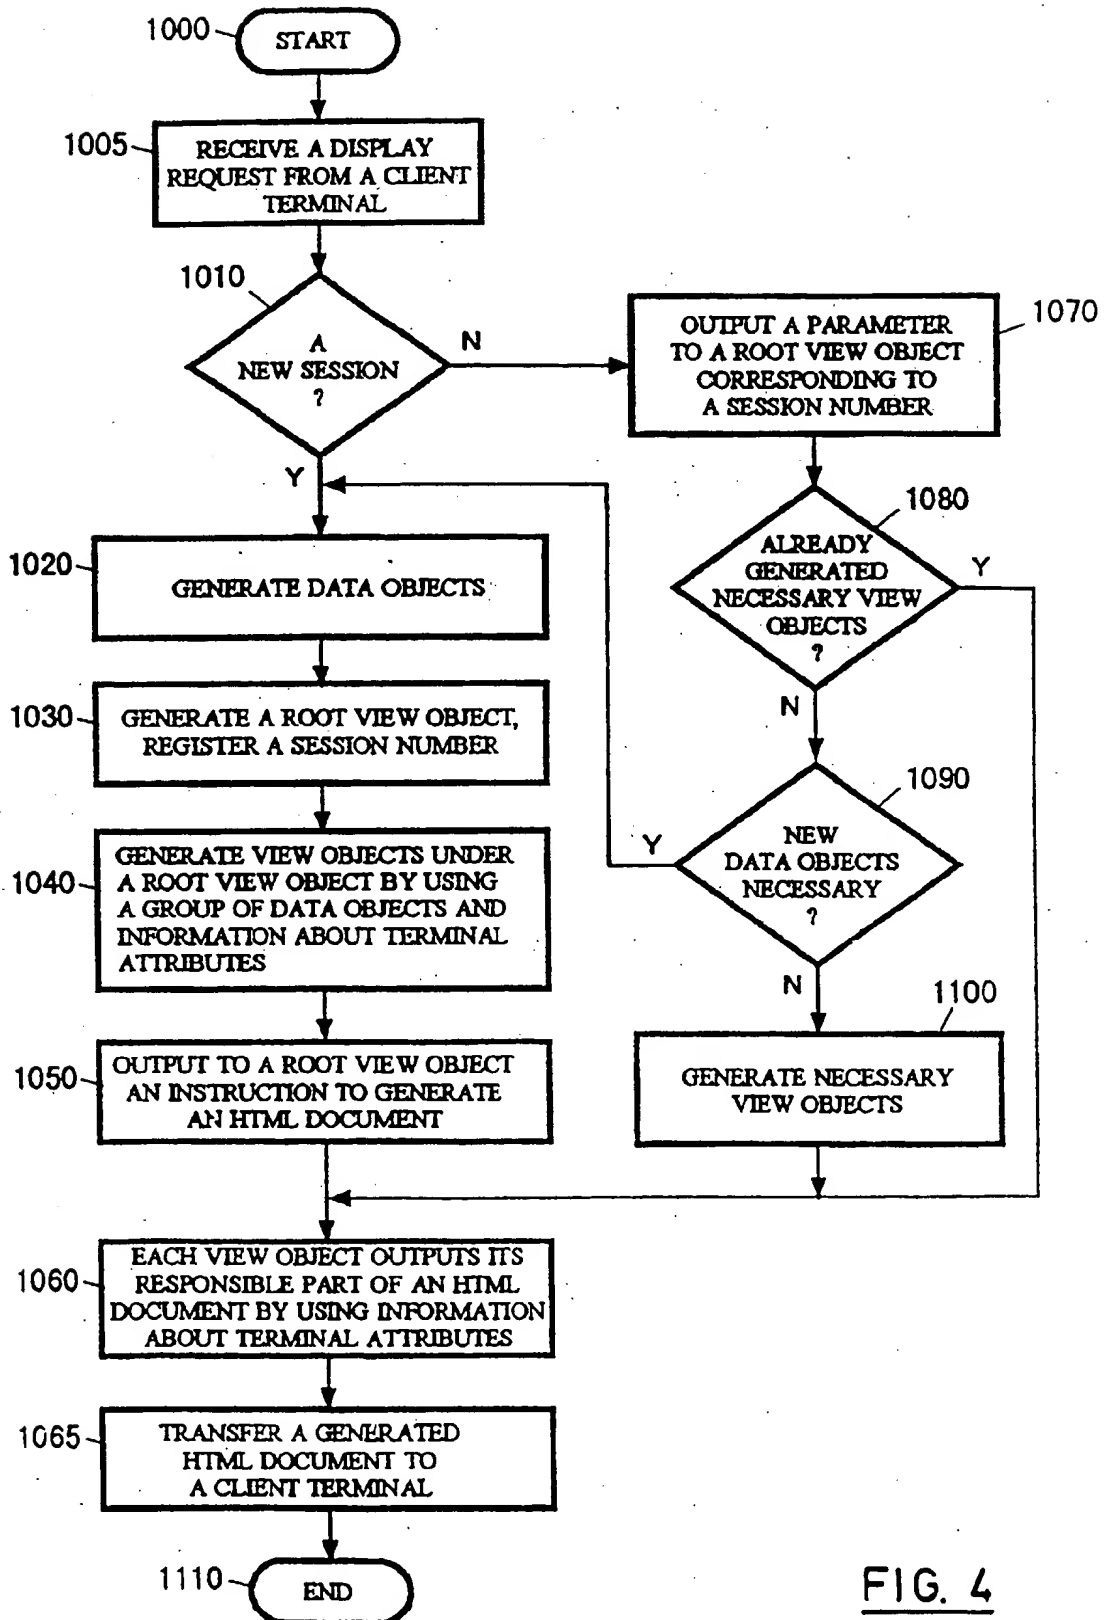 1000
START
1005
RECEIVE A DISPLAY
REQUEST FROM A CLIENT
TERMINAL
1010
A
NEW SESSION
?
N
Y
1070
OUTPUT A PARAMETER
TO A ROOT VIEW OBJECT
CORRESPONDING TO
A SESSION NUMBER
1080
ALREADY
GENERATED
NECESSARY VIEW
OBJECTS
?
Y
N
1020
GENERATE DATA OBJECTS
1030
GENERATE A ROOT VIEW OBJECT,
REGISTER A SESSION NUMBER
1090
NEW
DATA OBJECTS
NECESSARY
?
Y
N
1040
GENERATE VIEW OBJECTS UNDER
A ROOT VIEW OBJECT BY USING
A GROUP OF DATA OBJECTS AND
INFORMATION ABOUT TERMINAL
ATTRIBUTES
1100
GENERATE NECESSARY
VIEW OBJECTS
1050
OUTPUT TO A ROOT VIEW OBJECT
AN INSTRUCTION TO GENERATE
AN HTML DOCUMENT
1060
EACH VIEW OBJECT OUTPUTS ITS
RESPONSIBLE PART OF AN HTML
DOCUMENT BY USING INFORMATION
ABOUT TERMINAL ATTRIBUTES
1065
TRANSFER A GENERATED
HTML DOCUMENT TO
A CLIENT TERMINAL
1110
END
FIG. 4